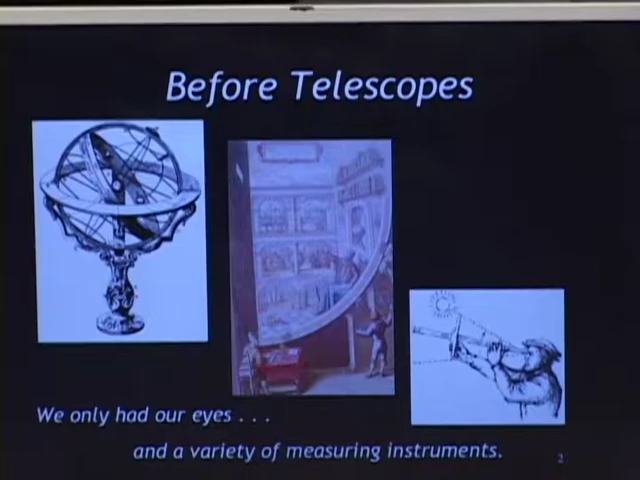 Before Telescopes
We only had our eyes . . .
and a variety of measuring instruments.
2